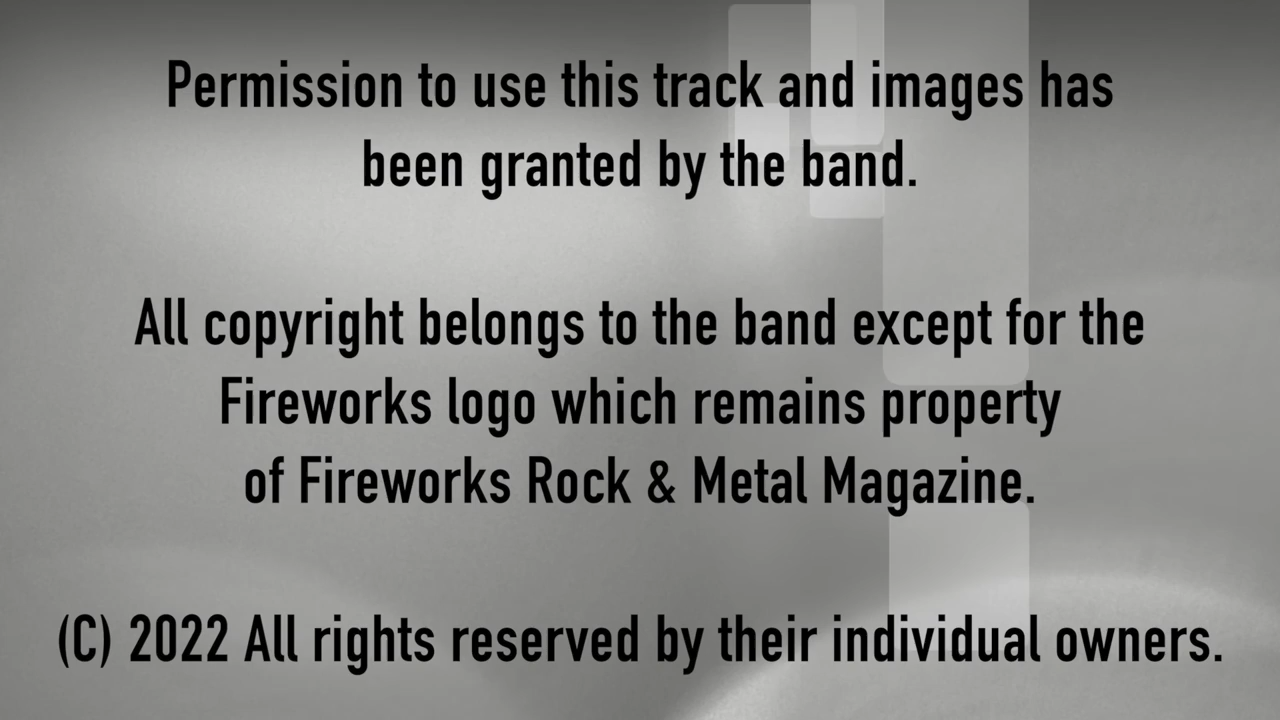 Permission to use this track and images has
been granted by the band.
All copyright belongs to the band except for the
Fireworks logo which remains property
of Fireworks Rock & Metal Magazine.
(C) 2022 All rights reserved by their individual owners.